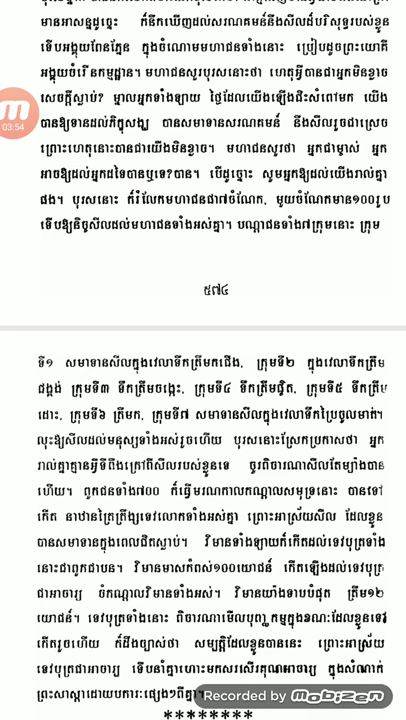 មានអាសន្នដូច្នេះ ក៏នឹកឃើញដល់សរណគមន៍នឹងសីលដ៏បរិសុទ្ធរបស់ខ្លួន
ទើបអង្គុយពែនភ្នែន ក្នុងចំណោមមហាជនទាំងនោះ ប្រៀបដូចព្រះយោគី
អង្គុយចំរើនកម្មដ្ឋាន។ មហាជនសួរបុរសនោះថា ហេតុអ្វីបានជាអ្នកមិនខ្លាច
សេចក្តីស្លាប់? ម្នាលអ្នកទាំងឡាយ ថ្ងៃដែលយើងឡើងជិះសំពៅមក យើង
បានឱ្យទានដល់ភិក្ខុសង្ឃ បានសមាទានសរណគមន៍ នឹងសីលរួចជាស្រេច
ព្រោះហេតុនោះបានជាយើងមិនខ្លាច។ មហាជនសួរថា អ្នកជាម្ចាស់ អ្នក
អាចឱ្យដល់អ្នកដទៃបានឬទេ?បាន។ បើដូច្នោះ សូមអ្នកឱ្យដល់យើងរាល់គ្នា
ផង។ បុរសនោះ ក៏រំលែកមហាជនជា៧ចំណែក, មួយចំណែកមាន១០០រូប
ទើបឱ្យនិច្ចសីលដល់មហាជនទាំងអស់គ្នា។ បណ្តាជនទាំង៧ក្រុមនោះ ក្រុម
៥៧៤
ទី១ សមាទានសីលក្នុងវេលាទឹកត្រឹមកជើង, ក្រុមទី២ ក្នុងវេលាទឹកត្រឹម
ជង្គង់ ក្រុមទី៣ ទឹកត្រឹមចង្កេះ, ក្រុមទី៤ ទឹកត្រឹមផ្ចិត, ក្រុមទី៥ ទឹកត្រឹម
ដោះ, ក្រុមទី៦ ត្រឹមក, ក្រុមទី៧ សមាទានសីលក្នុងវេលាទឹកប្រៃចូលមាត់។
លុះឱ្យសីលដល់មនុស្សទាំងអស់រួចហើយ បុរសនោះស្រែកប្រកាសថា អ្នក
រាល់គ្នាគ្មានអ្វីទីពឹងក្រៅពីសីលរបស់ខ្លួនទេ ចូរពិចារណាសីលតែម្យ៉ាងបាន
ហើយ។ ពួកជនទាំង៧០០ ក៏ធ្វើមរណកាលកណ្តាលសមុទ្រនោះ បានទៅ
កើត នាឋានត្រៃត្រឹង្សទេវលោកទាំងអស់គ្នា ព្រោះអាស្រ័យសីល ដែលខ្លួន
បានសមាទានក្នុងពេលជិតស្លាប់។ វិមានទាំងឡាយក៏កើតដល់ទេវបុត្រទាំង
នោះជាពួកជាបន។ វិមានមាសកំពស់១០០យោជន៍ កើតឡើងដល់ទេវបុត្រ
ជាអាចារ្យ ចំកណ្តាលវិមានទាំងអស់។ វិមានយ៉ាងទាបបំផុត ត្រឹម១២
យោជន៍។ ទេវបុត្រទាំងនោះ ពិចារណាមើលបុព្វកម្មក្នុងខណៈដែលខ្លួនទៅ
កើតរួចហើយ ក៏ដឹងច្បាស់ថា សម្បត្តិដែលខ្លួនបាននេះ ព្រោះអាស្រ័យ
ទេវបុត្រជាអាចារ្យ ទើបនាំគ្នាហោះមកសរសើរគុណអាចារ្យ ក្នុងសំណាក់
ព្រះសាស្តាដោយបការៈផ្សេងៗពីគ្នា។
********
03:54
Recorded by mobizen